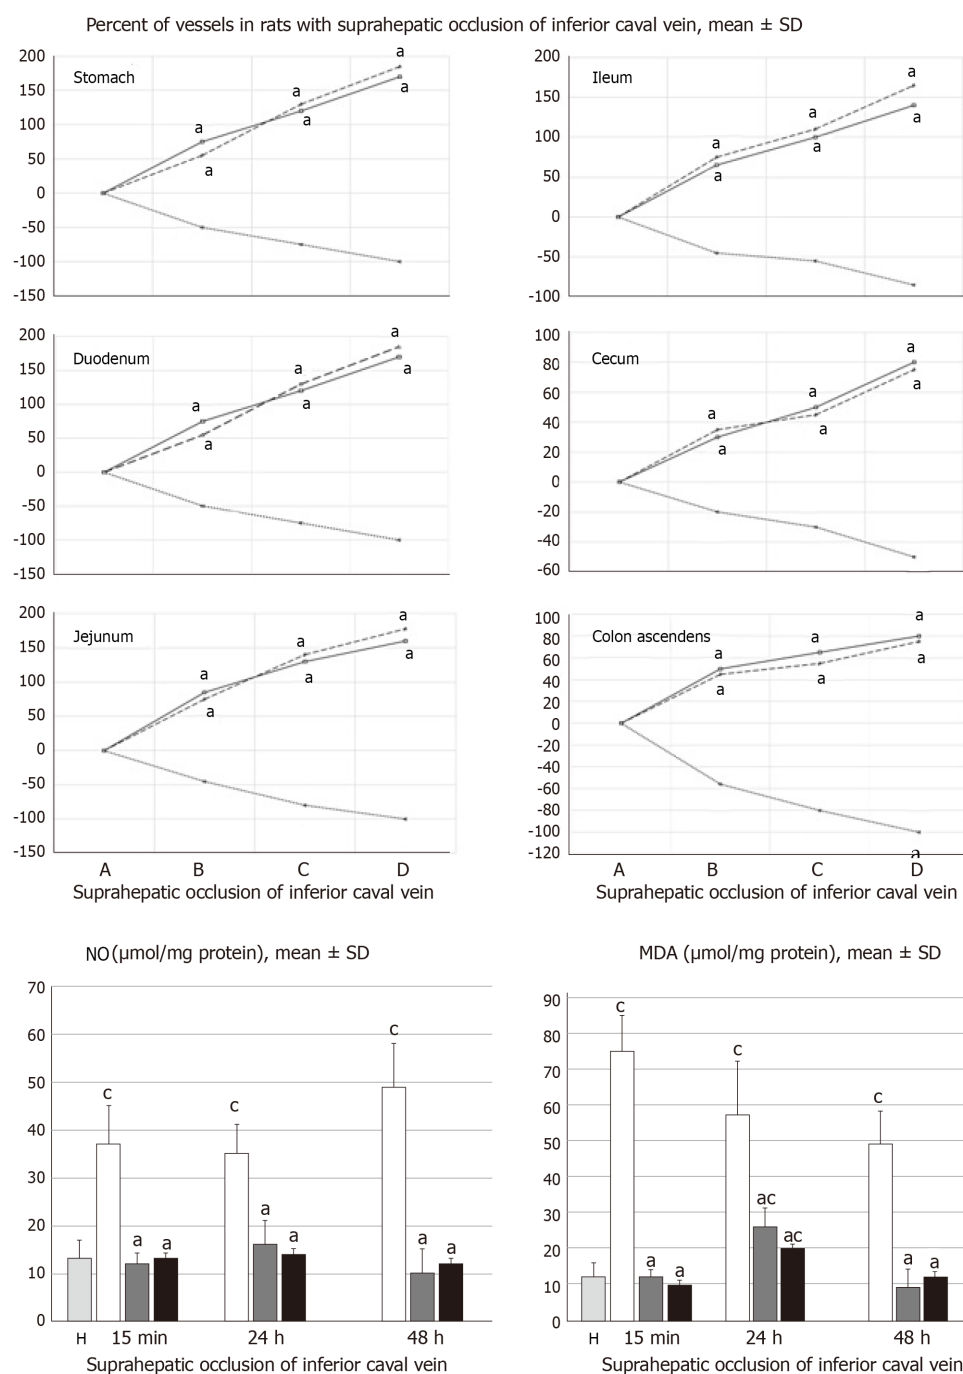 Percent of vessels in rats with suprahepatic occlusion of inferior caval vein, mean ± SD
Stomach
200
150
100
50
0
-50
-100
-150
a
a
a
a
a
a
Ileum
200
150
100
50
0
-50
-100
a
a
a
a
a
a
Duodenum
200
150
100
50
0
-50
-100
-150
a
a
a
a
a
a
Cecum
100
80
60
40
20
0
-20
-40
-60
a
a
a
a
a
a
Jejunum
200
150
100
50
0
-50
-100
-150
a
a
a
a
a
a
A B C D
Suprahepatic occlusion of inferior caval vein
Colon ascendens
100
80
60
40
20
0
-20
-40
-60
-80
-100
-120
a
a
a
a
a
a
a
A B C D
Suprahepatic occlusion of inferior caval vein
NO (µmol/mg protein), mean ± SD
70
60
50
40
30
20
10
0
c
a a
c
a a
c
a a
H 15 min 24 h 48 h
Suprahepatic occlusion of inferior caval vein
MDA (µmol/mg protein), mean ± SD
90
80
70
60
50
40
30
20
10
0
c
a a
c
ac ac
c
a a
H 15 min 24 h 48 h
Suprahepatic occlusion of inferior caval vein